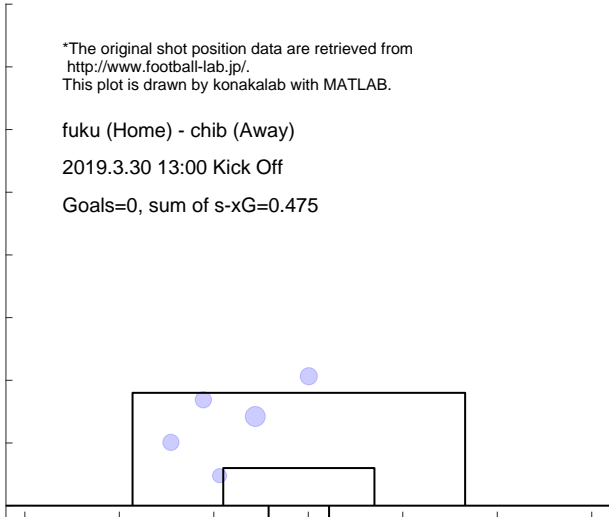 *The original shot position data are retrieved from
http://www.football-lab.jp/.
This plot is drawn by konakalab with MATLAB.
fuku (Home) - chib (Away)
2019.3.30 13:00 Kick Off
Goals=0, sum of s-xG=0.475